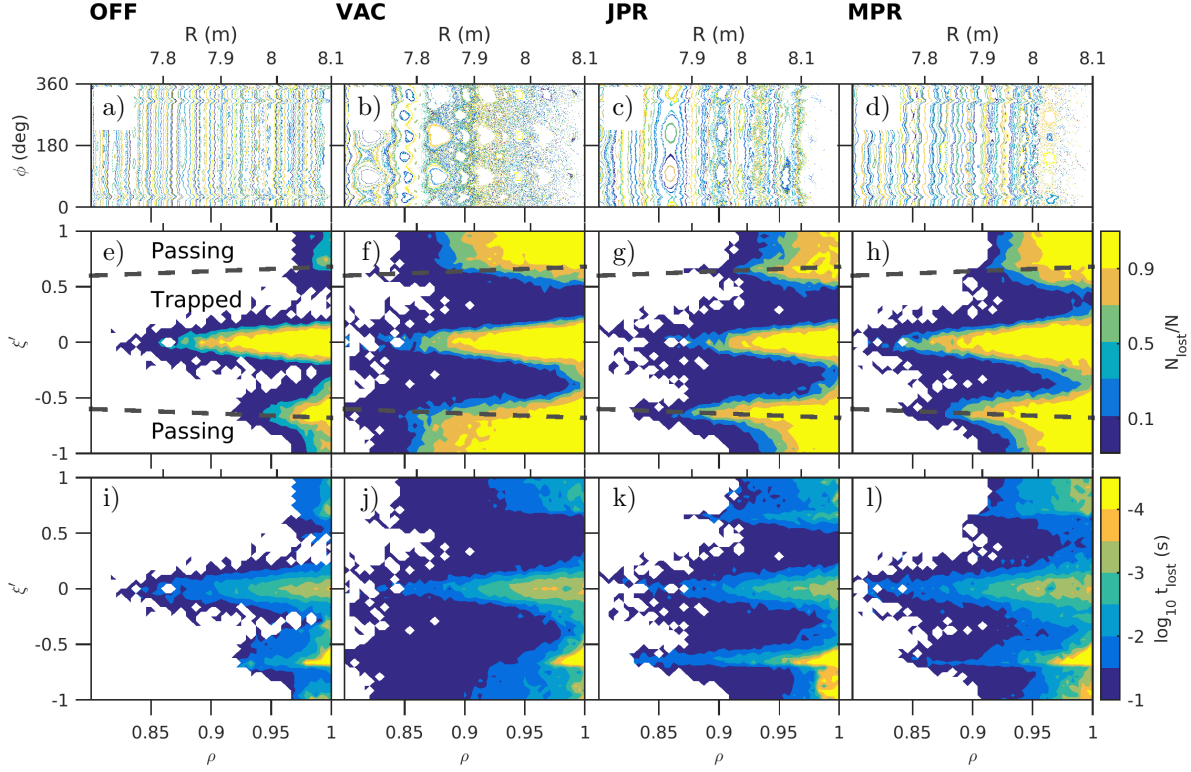 OFF VAC JPR MPR
R (m) R (m) R (m) R (m)
7.8 7.9 8 8.1 7.8 7.9 8 8.1 7.9 8 8.1 7.8 7.9 8 8.1
360
a) b) c) d)
ϕ (deg)
180
0
1
e) Passing f) g) h)
0.9
0.5
Trapped
ξ′
0
0.5
N_lost/N
-0.5
Passing
0.1
-1
1
i) j) k) l)
-4
0.5
ξ′
0
-3
log₁₀ t_lost (s)
-0.5
-2
-1
-1
0.85 0.9 0.95 1 0.85 0.9 0.95 1 0.85 0.9 0.95 1 0.85 0.9 0.95 1
ρ ρ ρ ρ